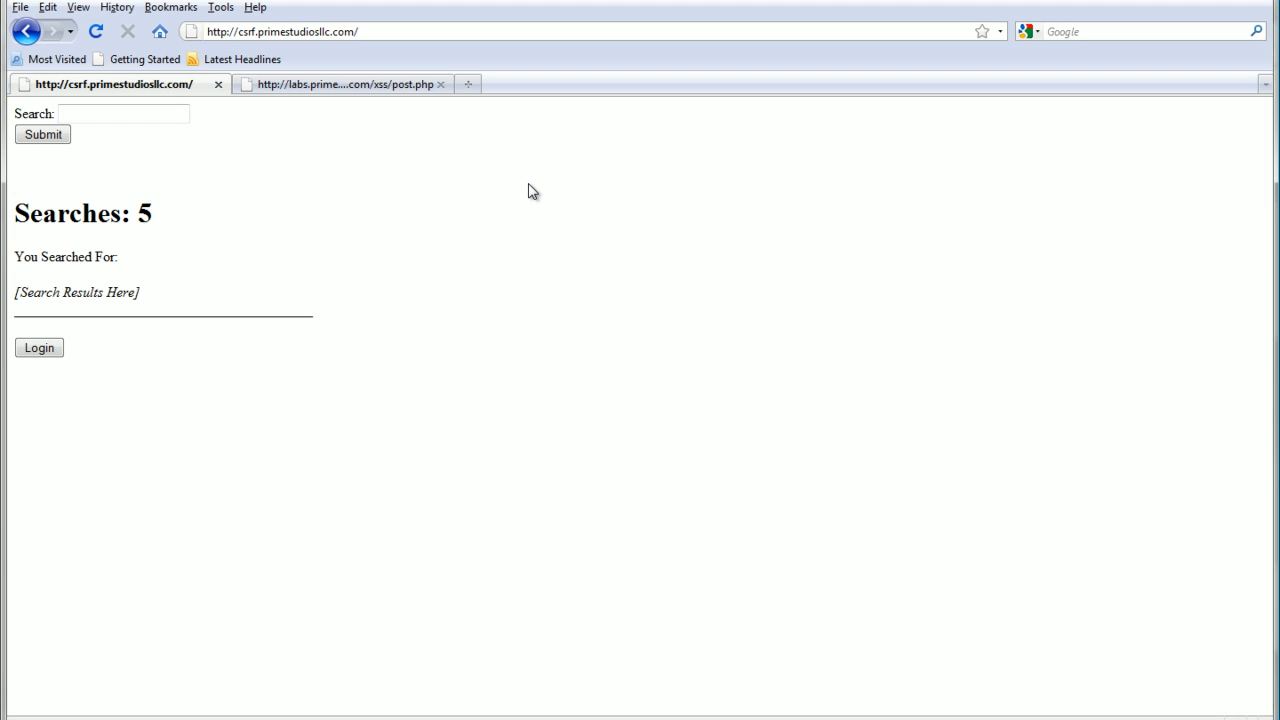 File Edit View History Bookmarks Tools Help
http://csrf.primestudiosllc.com/
Google
Most Visited Getting Started Latest Headlines
http://csrf.primestudiosllc.com/ http://labs.prime....com/xss/post.php
Search:
Submit
Searches: 5
You Searched For:
[Search Results Here]
Login